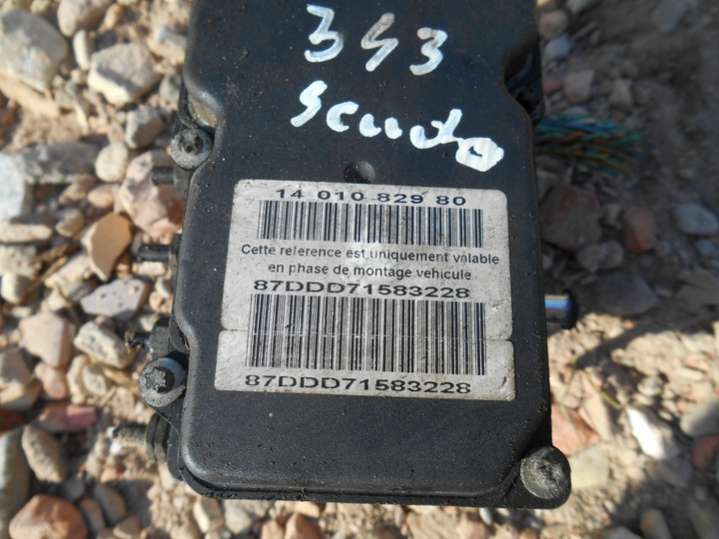 343
Scudo
14 010 829 80
Cette reference est uniquement valable
en phase de montage vehicule
87DDD71583228
87DDD71583228